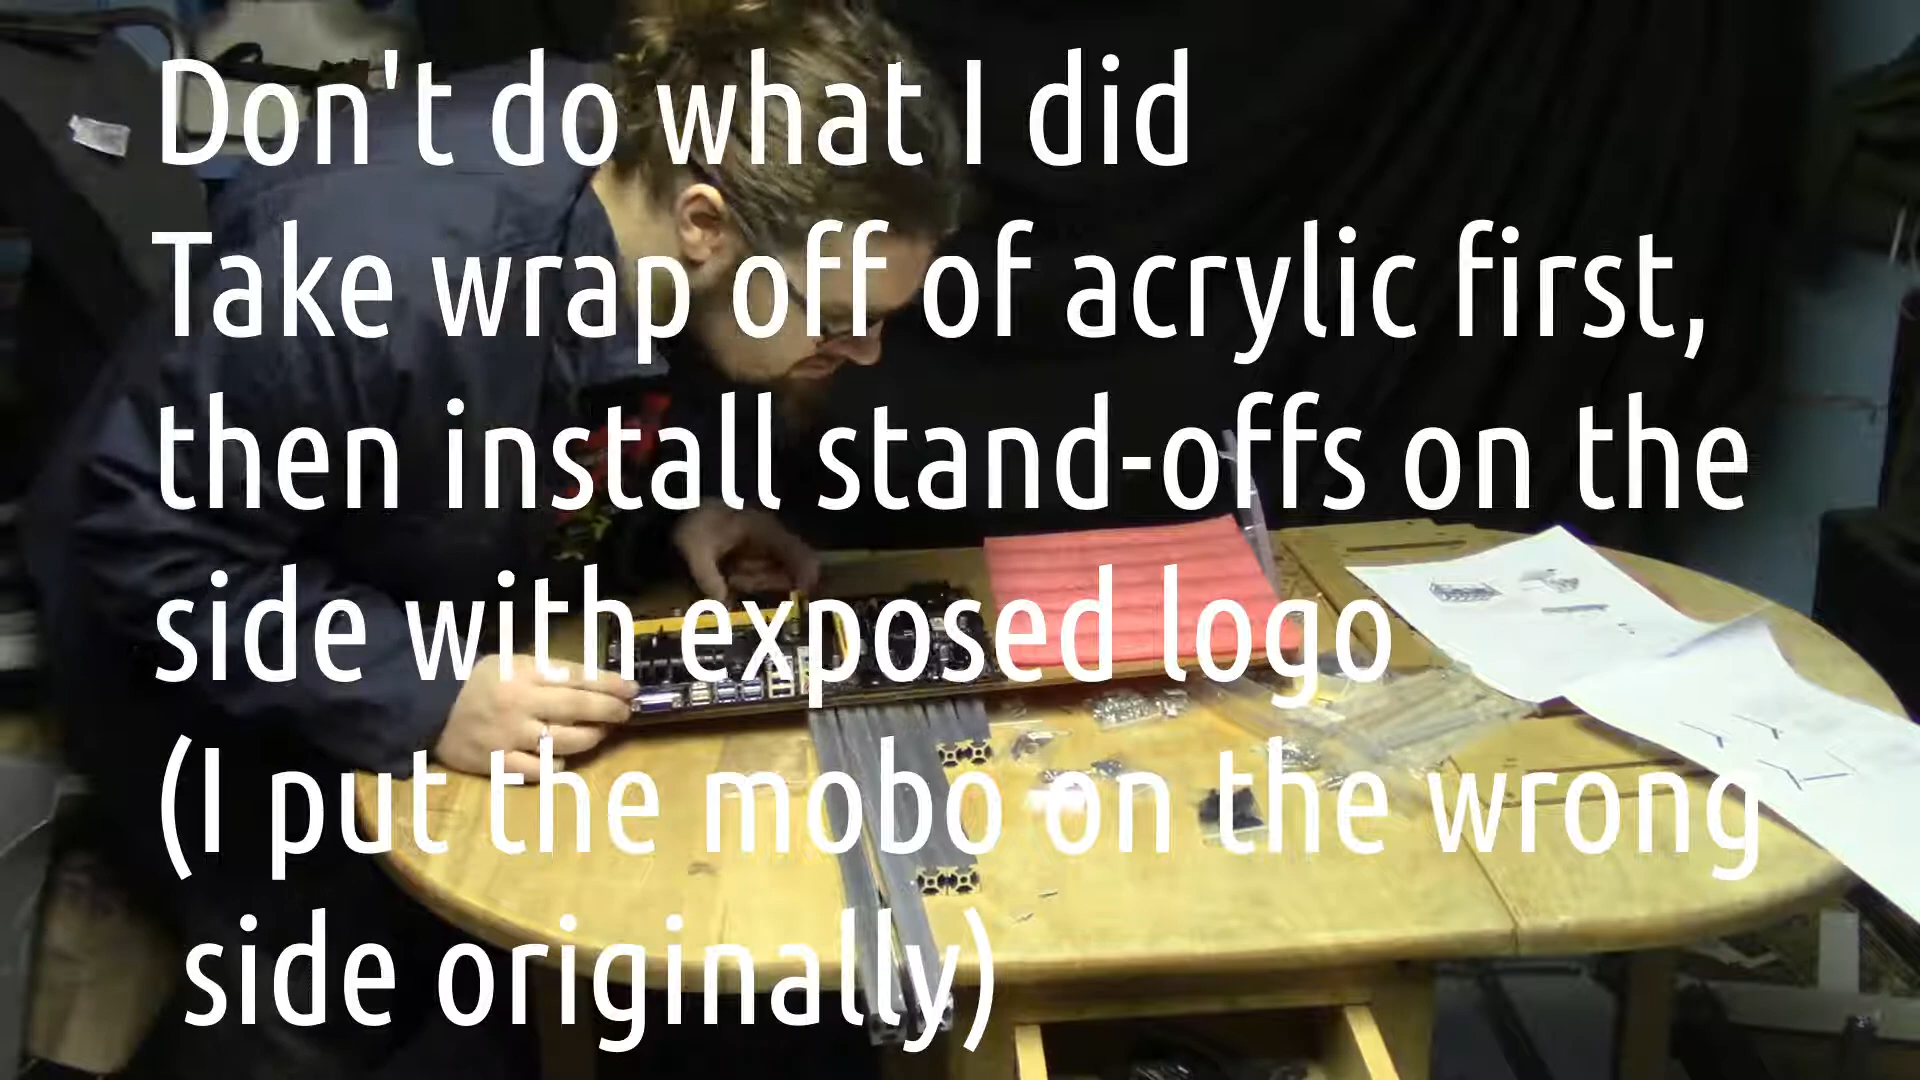 Don't do what I did
Take wrap off of acrylic first,
then install stand-offs on the
side with exposed logo
(I put the mobo on the wrong
side originally)